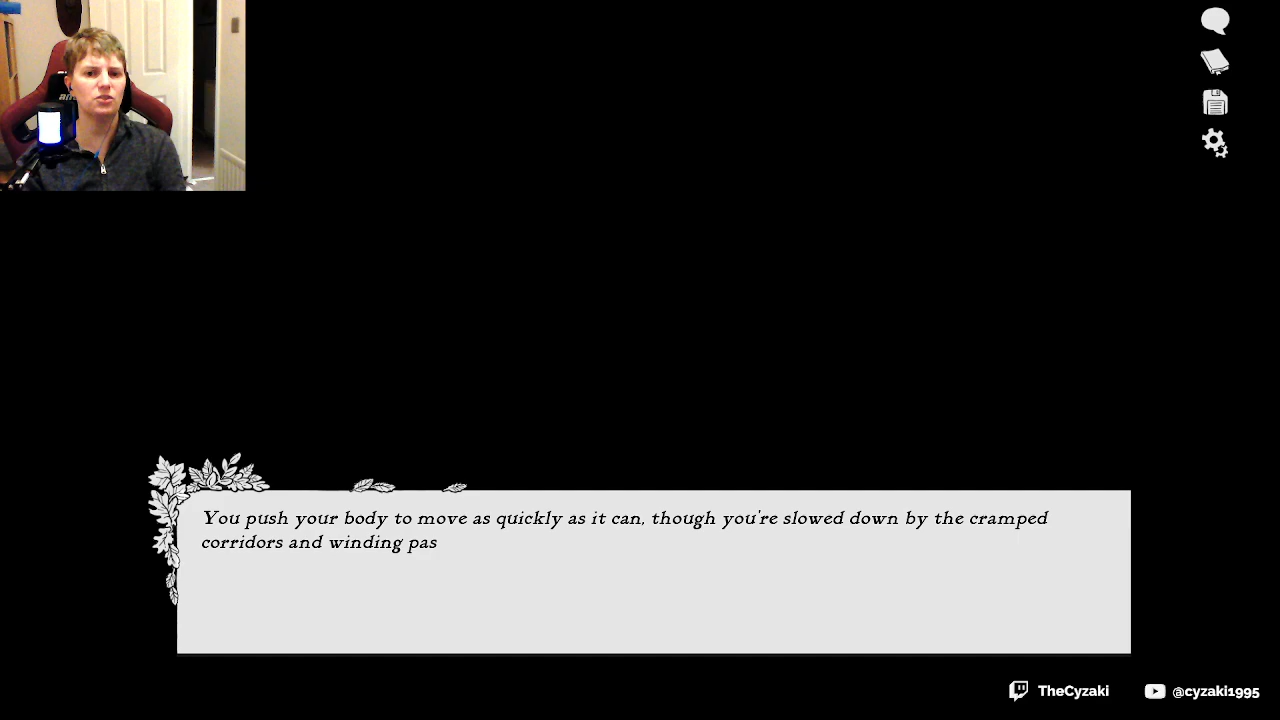 You push your body to move as quickly as it can, though you're slowed down by the cramped
corridors and winding pas
TheCyzaki
@cyzaki1995